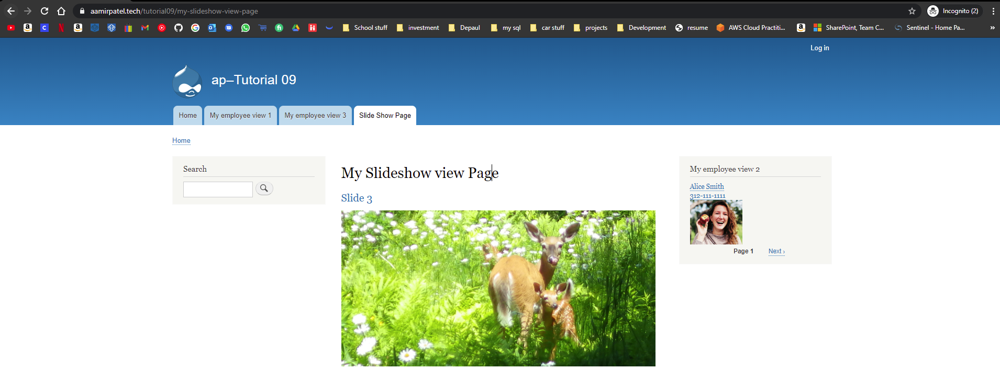 aamirpatel.tech/tutorial09/my-slideshow-view-page
Incognito (2)
School stuff investment Depaul my sql car stuff projects Development resume AWS Cloud Practiti... SharePoint, Team C... Sentinel - Home Pa... »
Log in
ap–Tutorial 09
Home My employee view 1 My employee view 3 Slide Show Page
Home
Search
My Slideshow view Page
Slide 3
My employee view 2
Alice Smith
312-111-1111
Page 1 Next ›